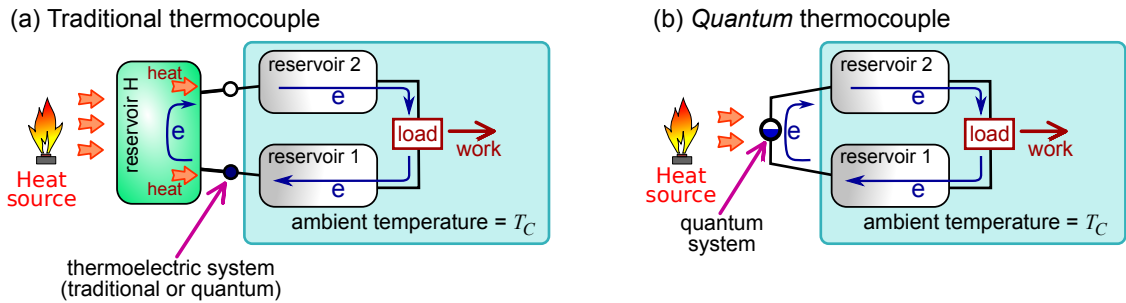 (a) Traditional thermocouple
reservoir H
heat
e
heat
Heat
source
reservoir 2
e
load
work
reservoir 1
e
ambient temperature = T_C
thermoelectric system
(traditional or quantum)
(b) Quantum thermocouple
Heat
source
e
reservoir 2
e
load
work
reservoir 1
e
ambient temperature = T_C
quantum
system